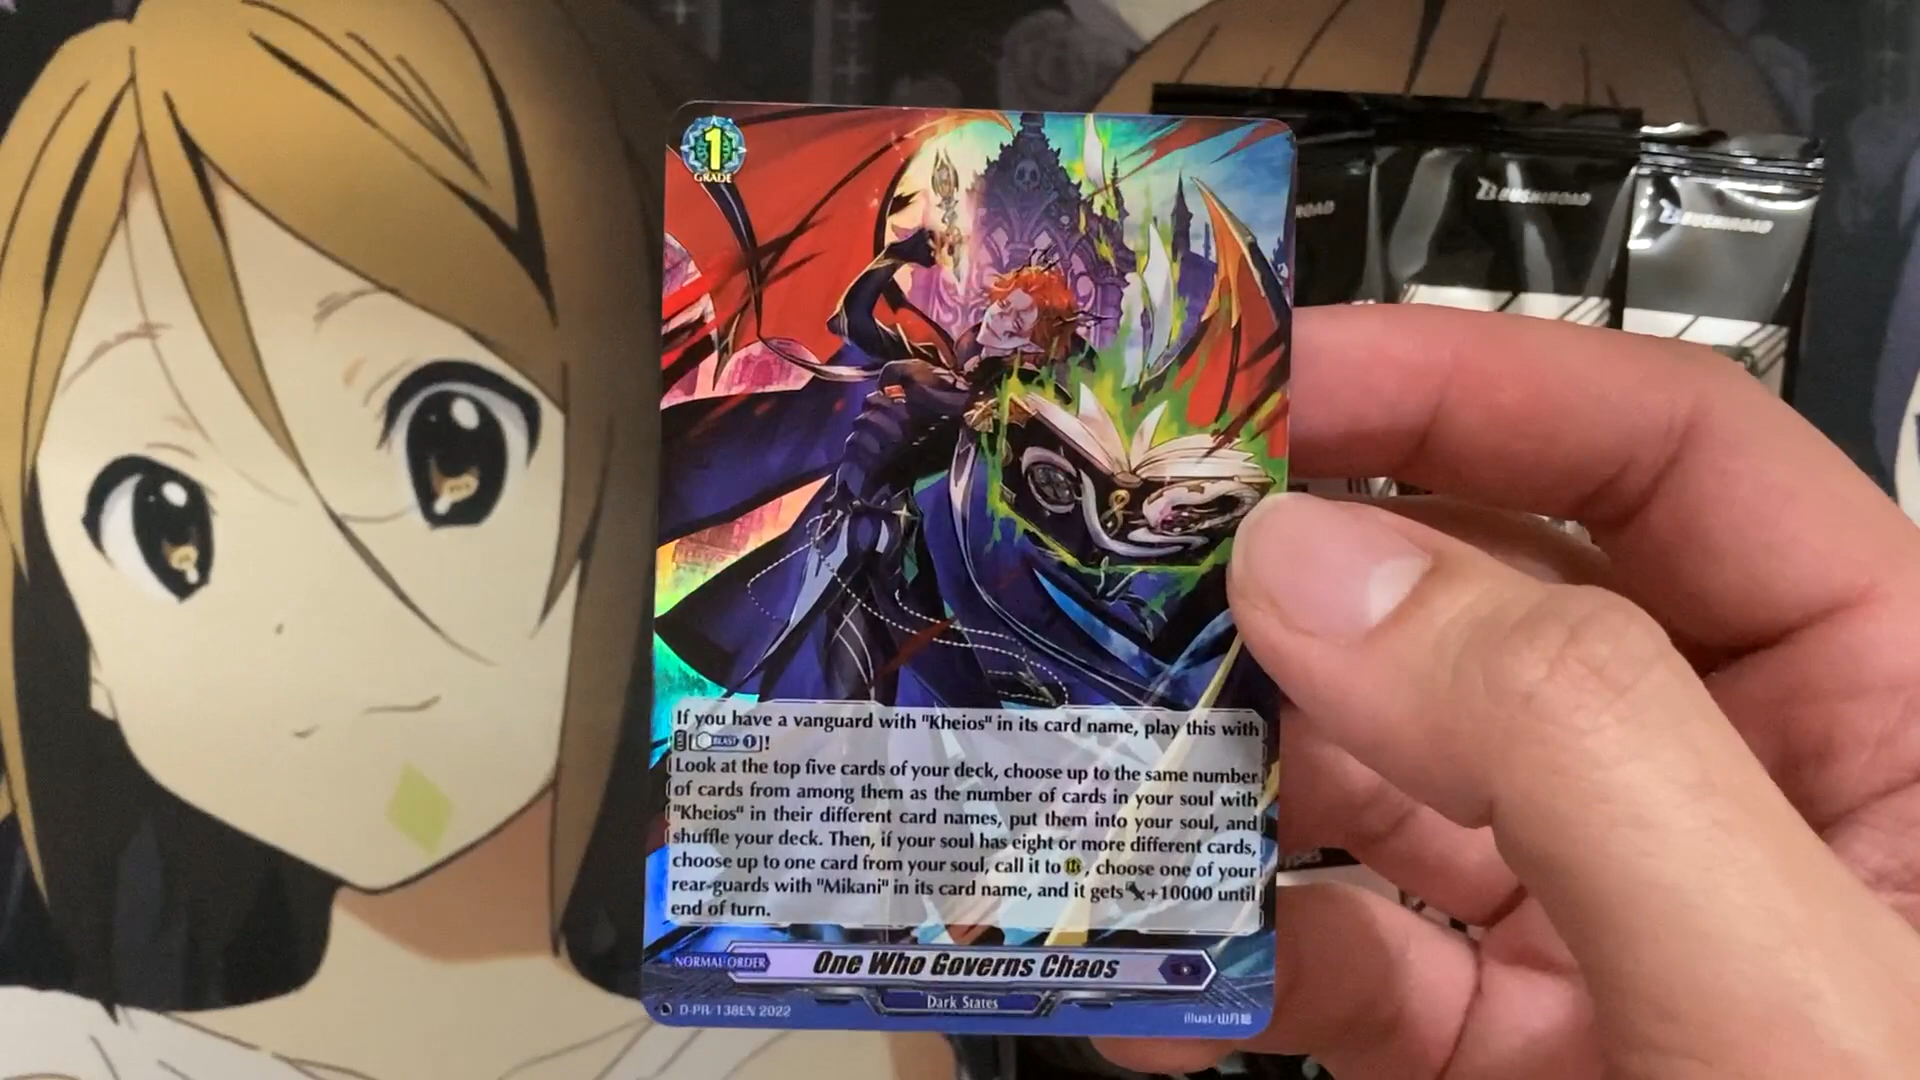 1
GRADE
BUSHIROAD
BUSHIROAD
If you have a vanguard with "Kheios" in its card name, play this with
BLAST 1]!
Look at the top five cards of your deck, choose up to the same number
of cards from among them as the number of cards in your soul with
"Kheios" in their different card names, put them into your soul, and
shuffle your deck. Then, if your soul has eight or more different cards,
choose up to one card from your soul, call it to , choose one of your
rear-guards with "Mikani" in its card name, and it gets +10000 until
end of turn.
NORMAL ORDER
One Who Governs Chaos
Dark States
D-PR/138EN 2022
illust/山月総